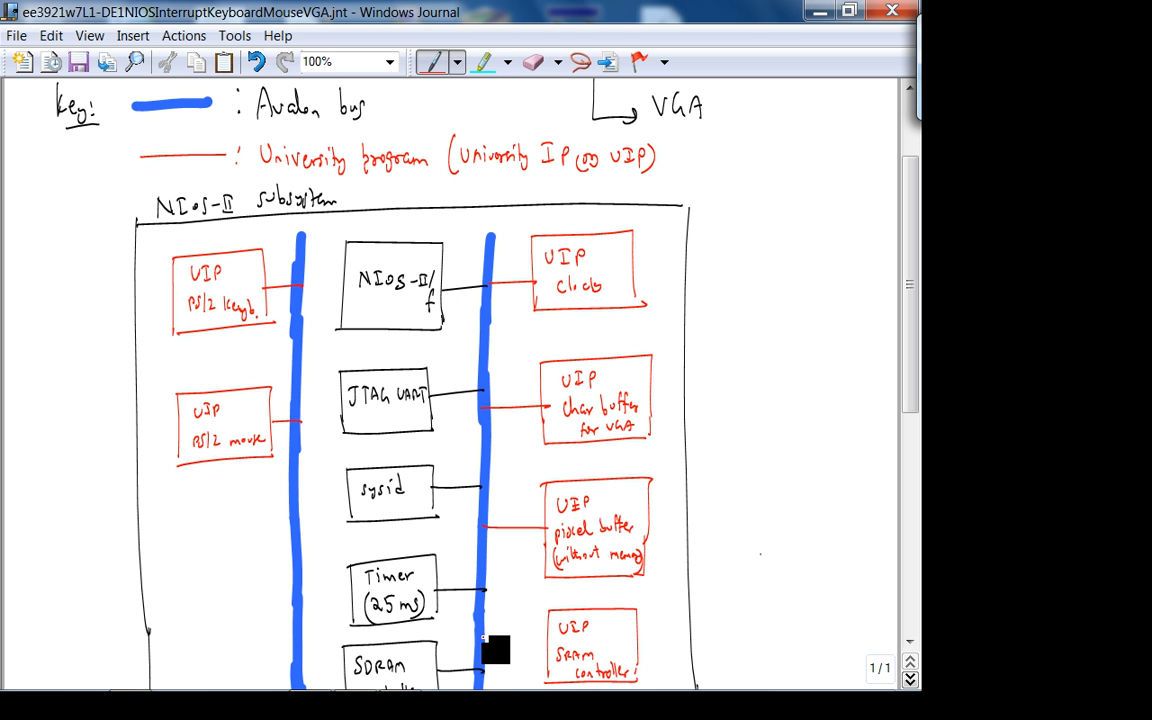 ee3921w7L1-DE1NIOSInterruptKeyboardMouseVGA.jnt - Windows Journal
File Edit View Insert Actions Tools Help
100%
Key: : Avalon bus
VGA
: University program (University IP (or) UIP)
NIOS-II subsystem
UIP
PS/2 Keyb.
NIOS-II/
f
UIP
clocks
UIP
PS/2 mouse
JTAG UART
UIP
char buffer
for VGA
sysid
UIP
pixel buffer
(without memory)
Timer
(25 ms)
UIP
SRAM
controller
SDRAM
1 / 1